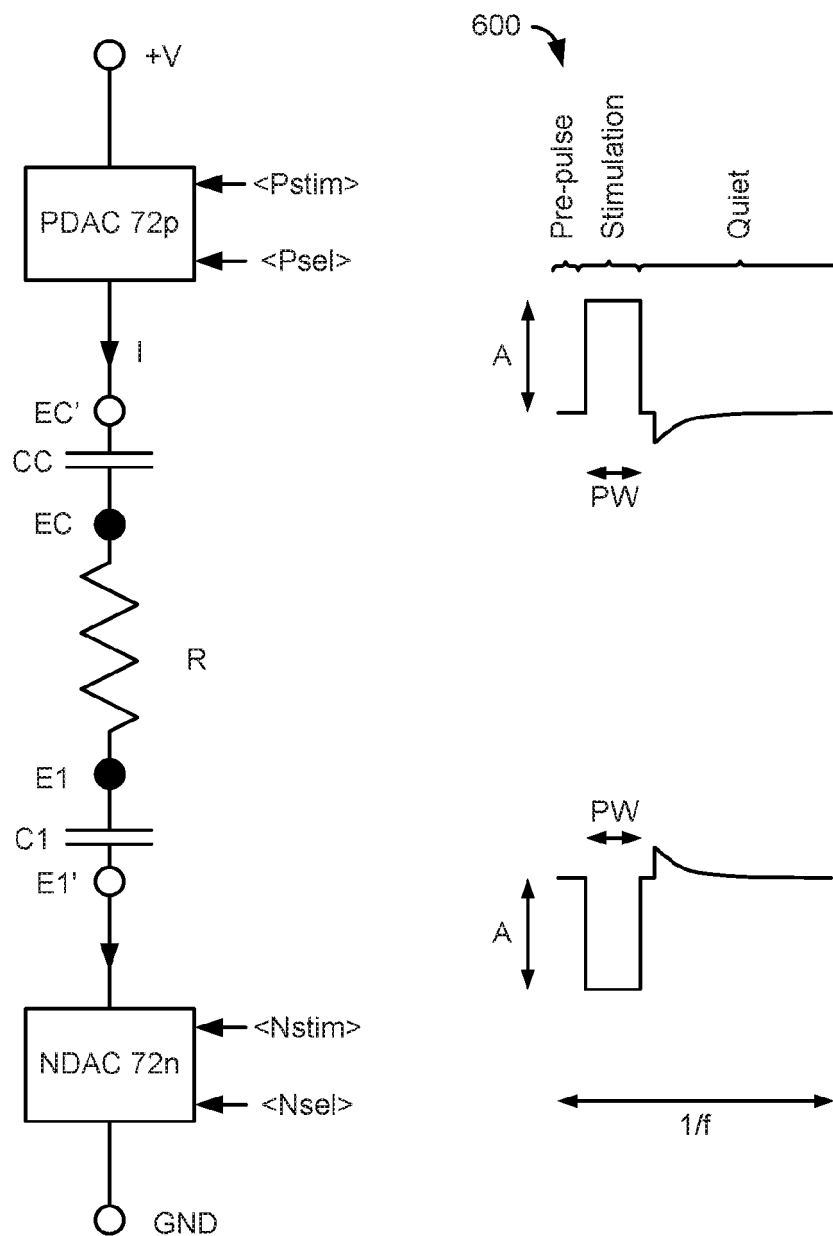 +V
PDAC 72p
<Pstim>
<Psel>
I
EC'
CC
EC
R
E1
C1
E1'
NDAC 72n
<Nstim>
<Nsel>
GND
600
Pre-pulse
Stimulation
Quiet
A
PW
PW
A
1/f